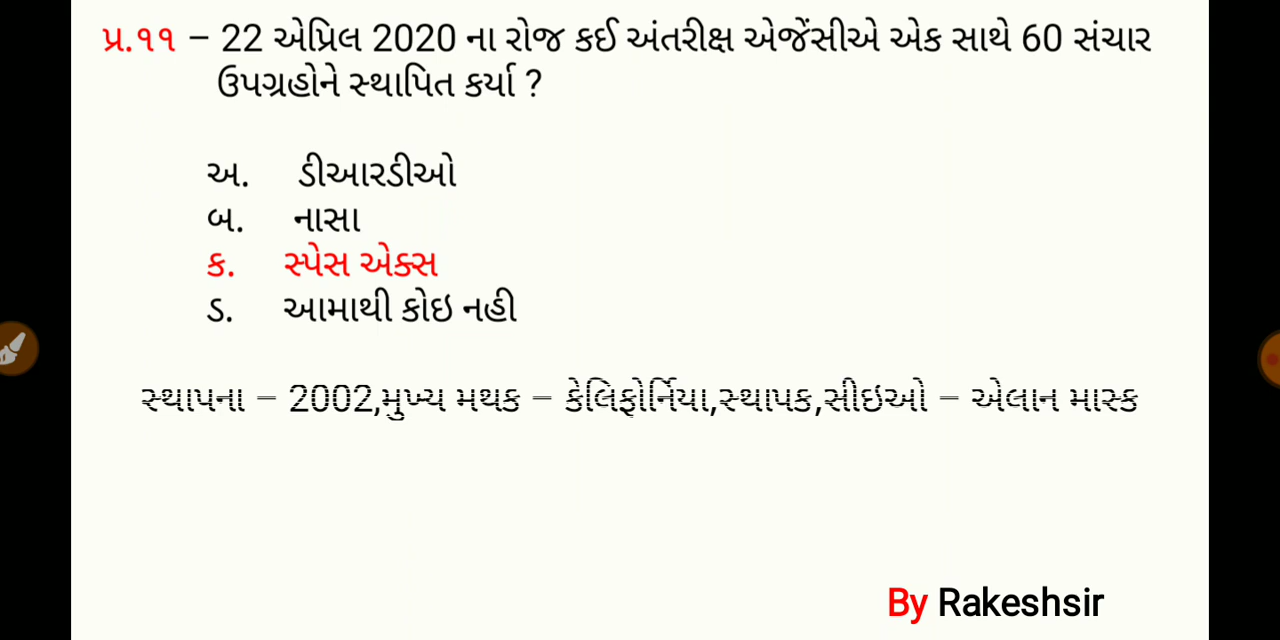 પ્ર.૧૧ – 22 એપ્રિલ 2020 ના રોજ કઈ અંતરીક્ષ એજેંસીએ એક સાથે 60 સંચાર
ઉપગ્રહોને સ્થાપિત કર્યા ?
અ. ડીઆરડીઓ
બ. નાસા
ક. સ્પેસ એક્સ
ડ. આમાથી કોઇ નહી
સ્થાપના – 2002,મુખ્ય મથક – કેલિફોર્નિયા,સ્થાપક,સીઇઓ – એલાન માસ્ક
By Rakeshsir